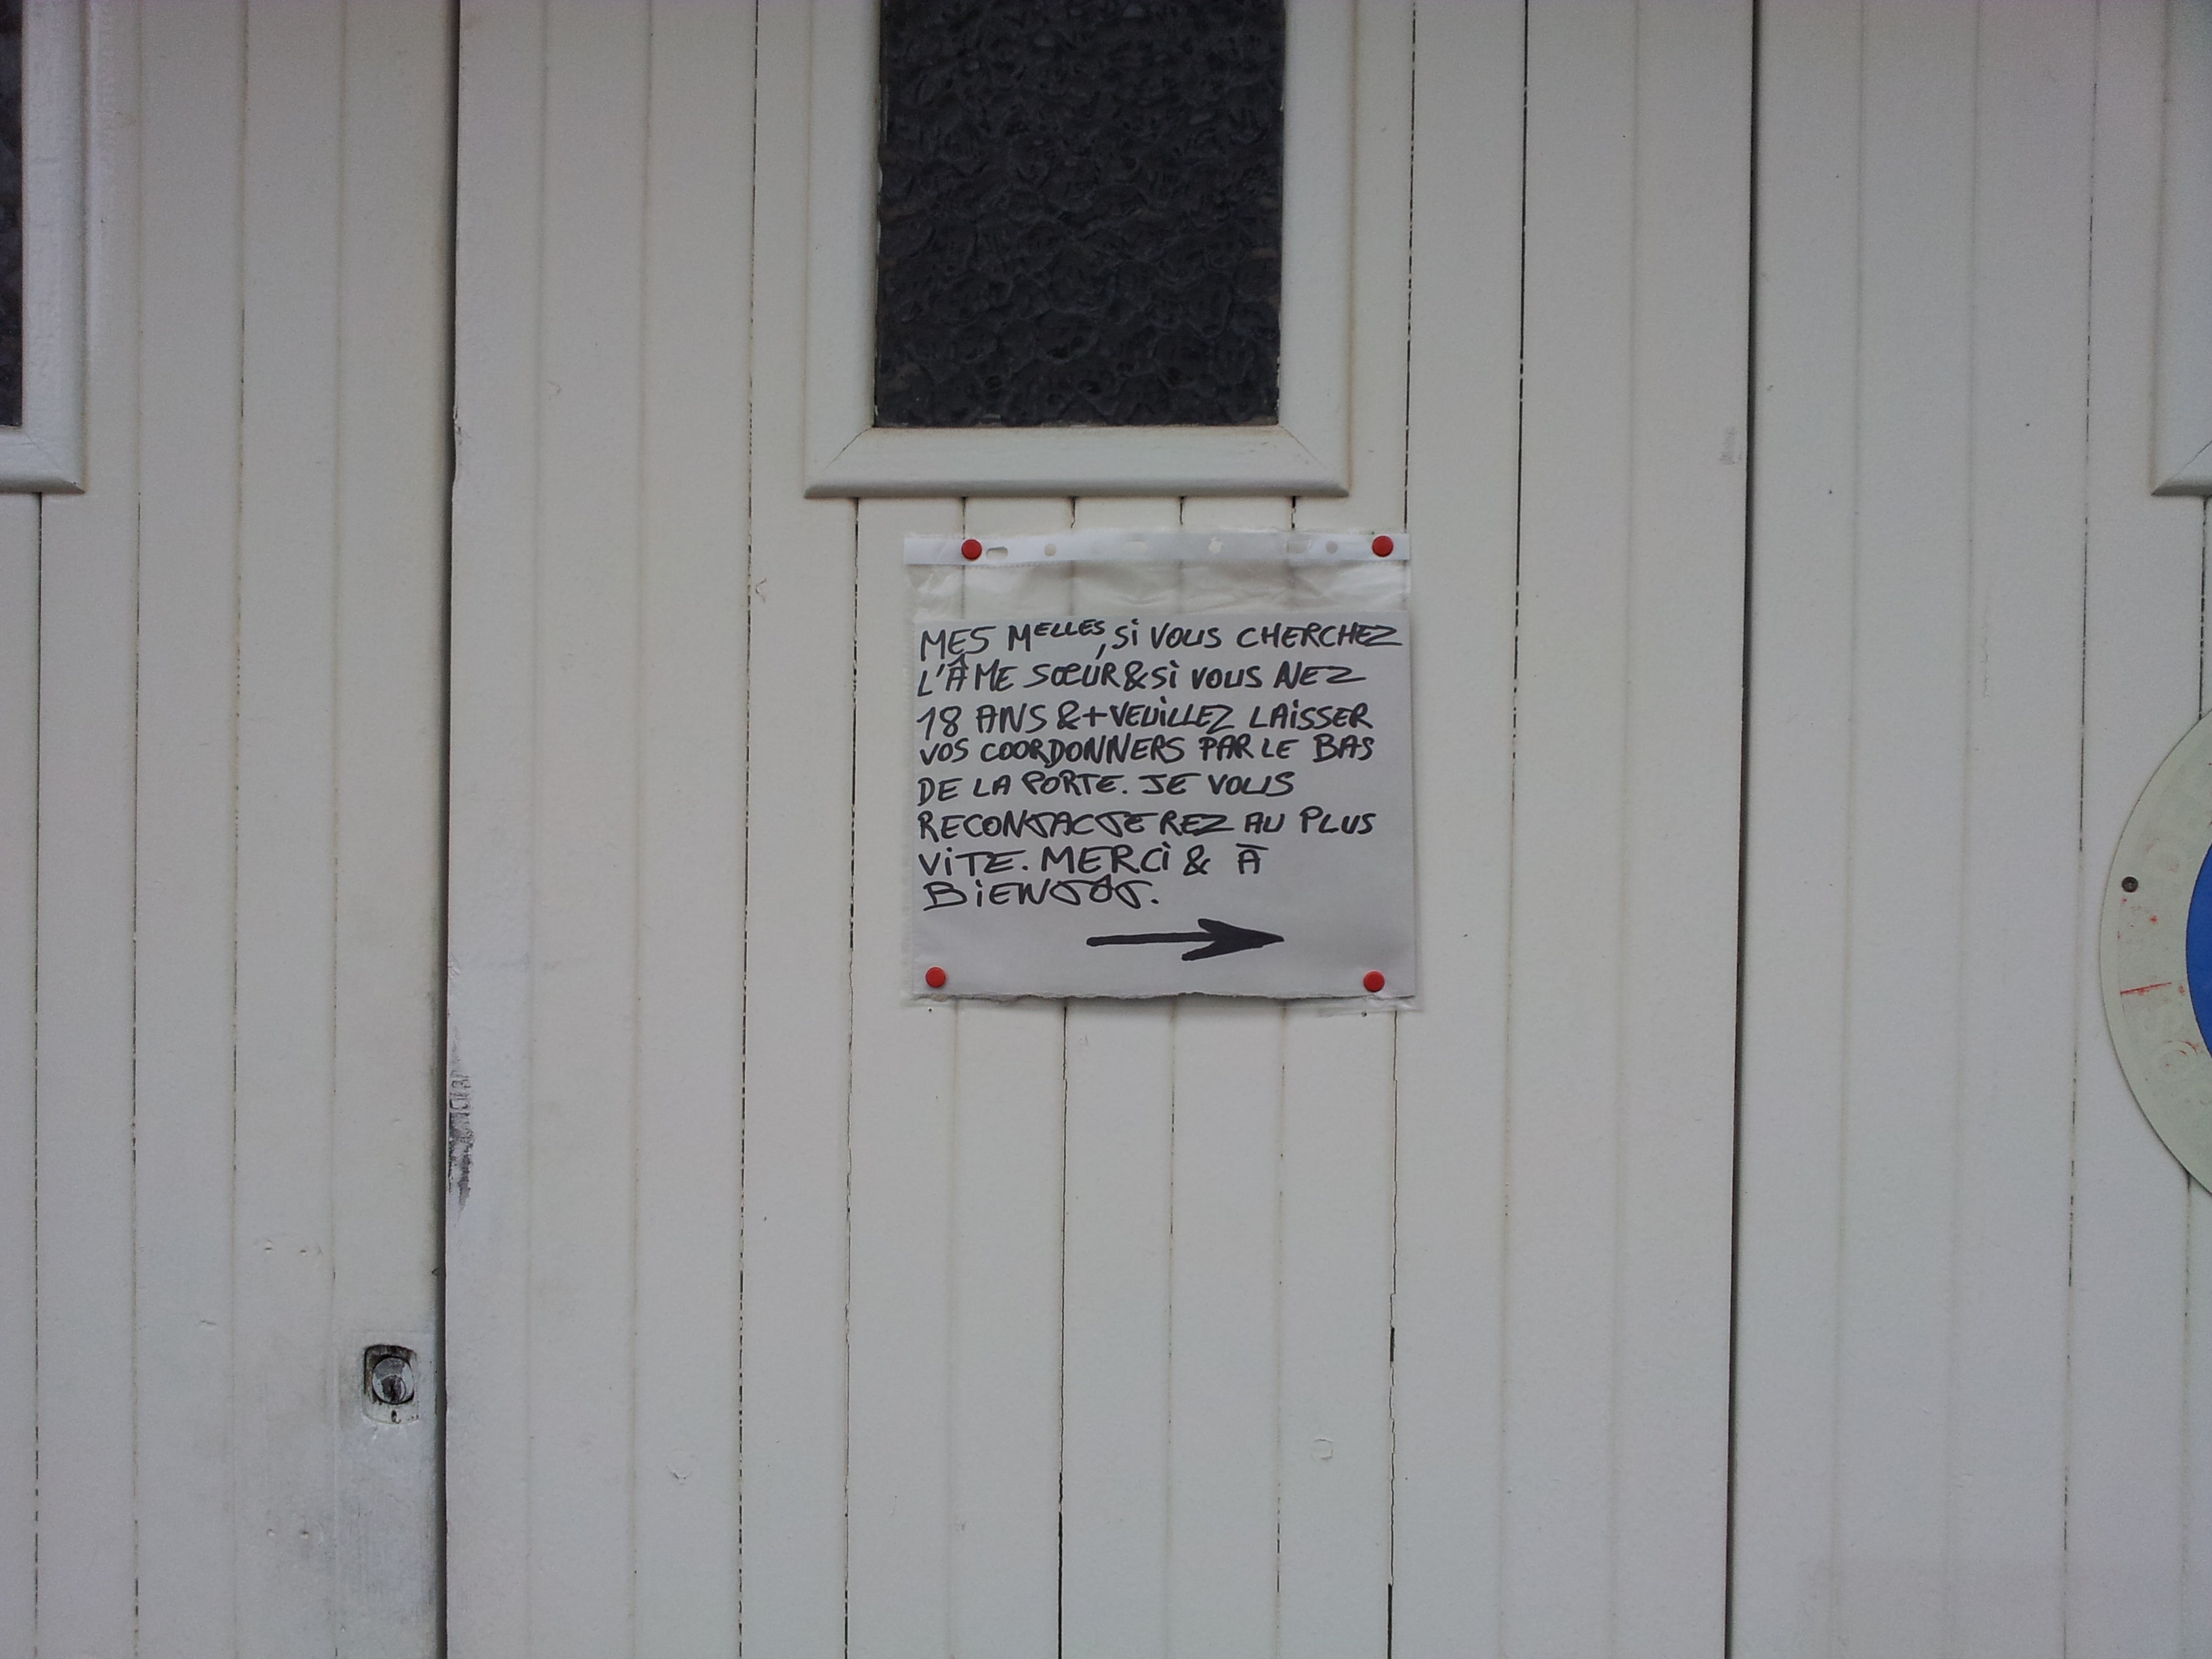 MES MELLES, Si VOUS CHERCHEZ
L'ÂME SŒUR & Si VOUS AVEZ
18 ANS & + VEUiLLEZ LAiSSER
VOS COORDONNERS PAR LE BAS
DE LA PORTE. JE VOUS
RECONTACTEREZ AU PLUS
ViTE. MERCi & À
BiENTÔT.